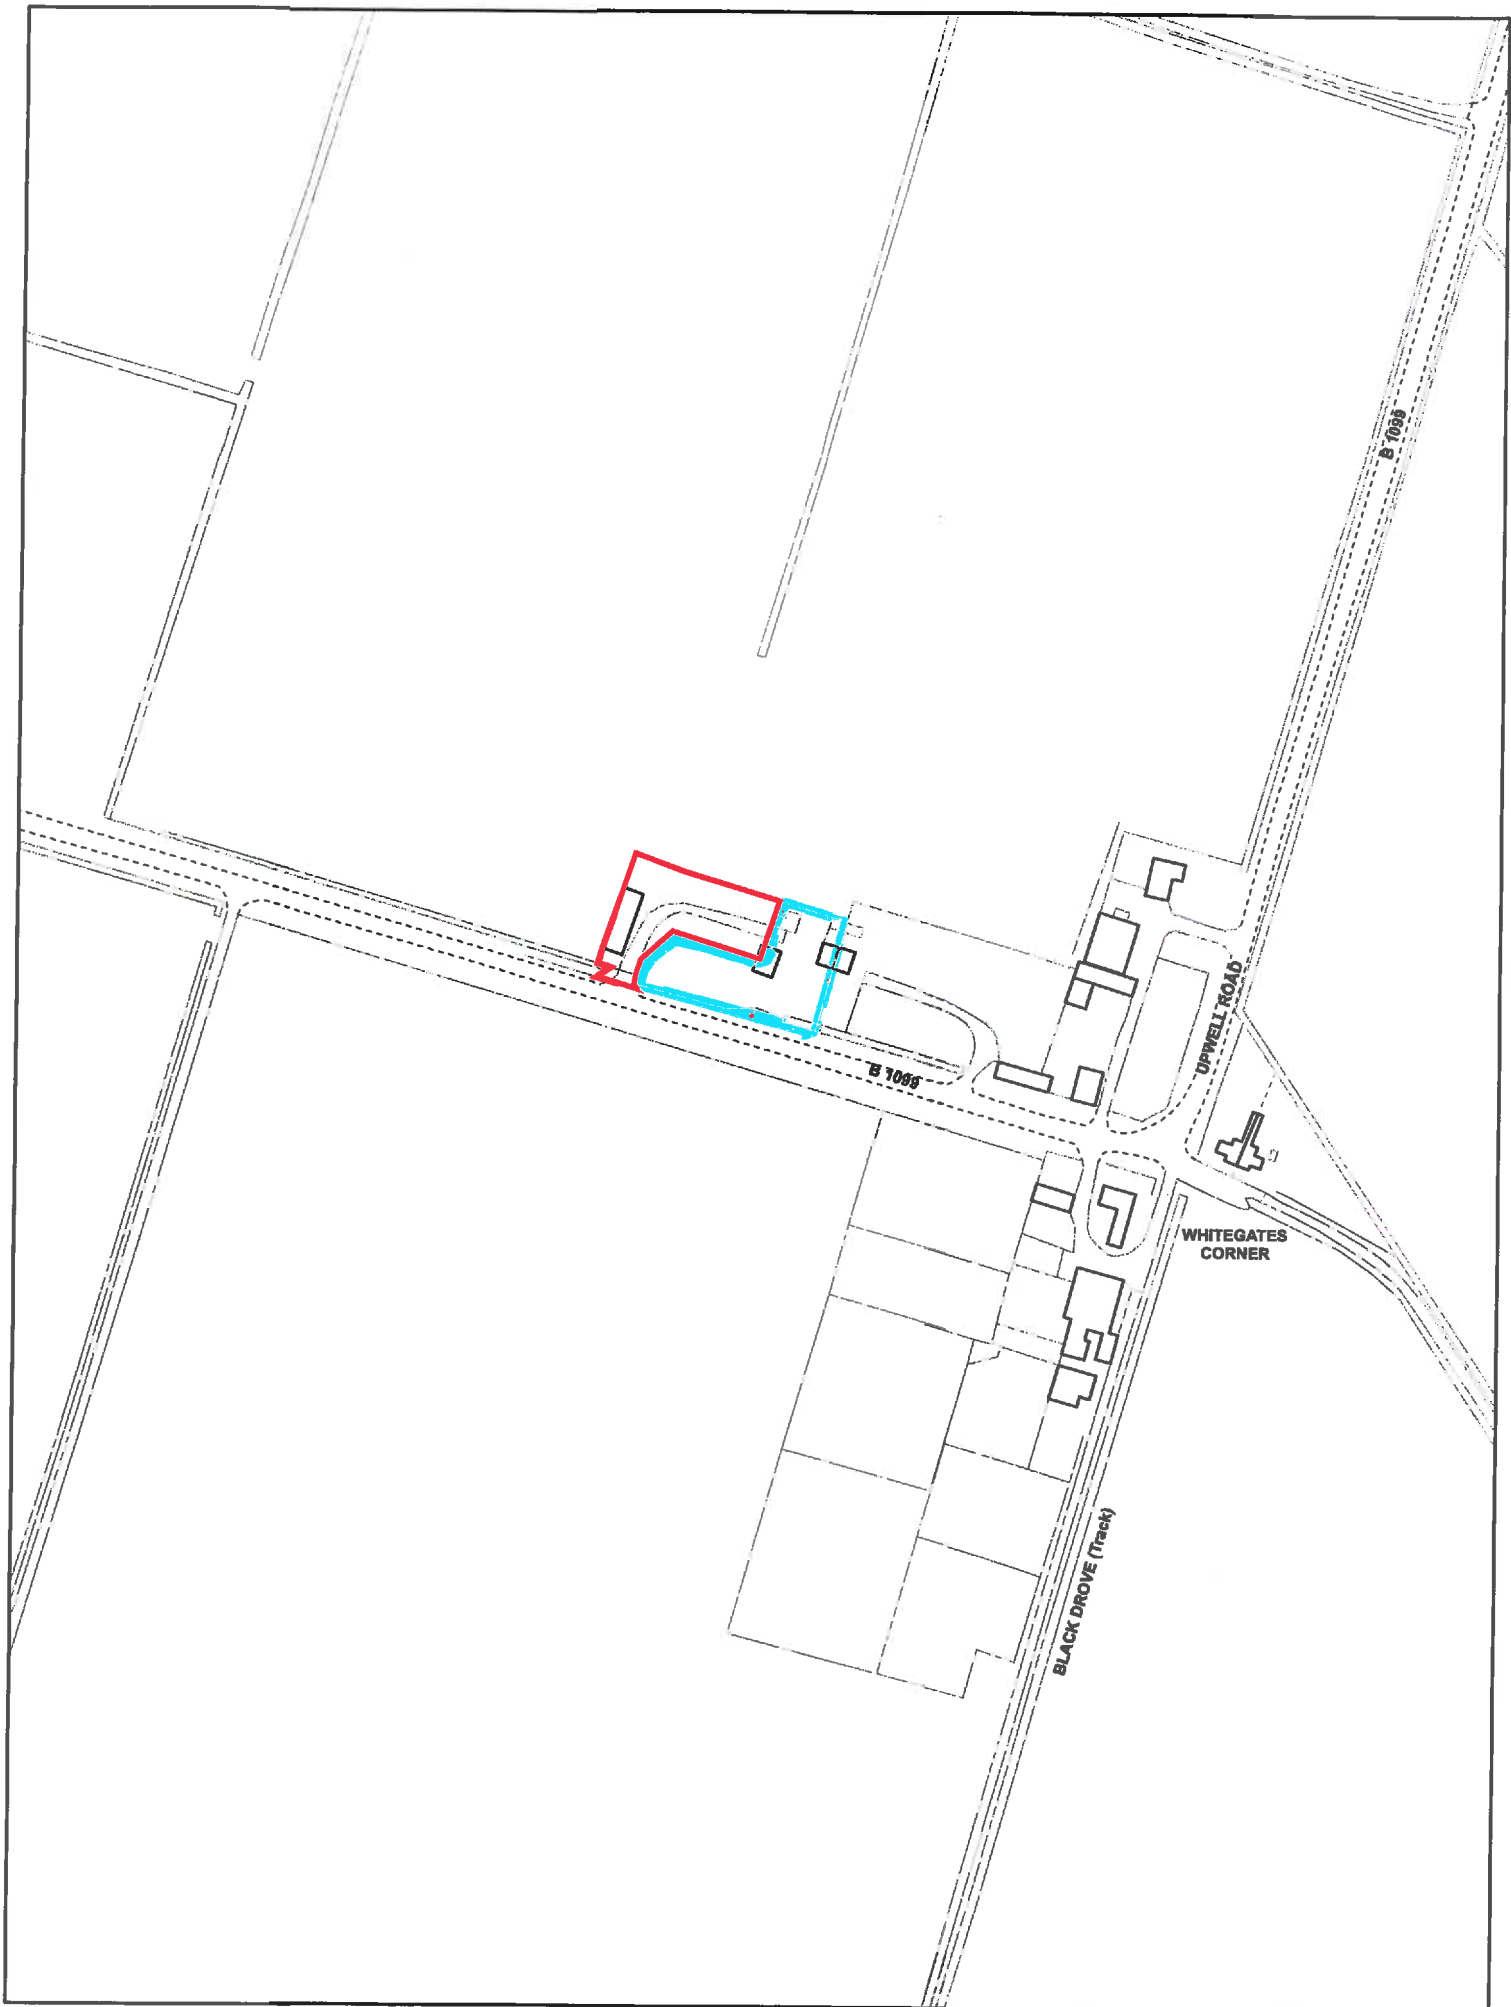 B 1099
UPWELL ROAD
B 1099
WHITEGATES
CORNER
BLACK DROVE (Track)